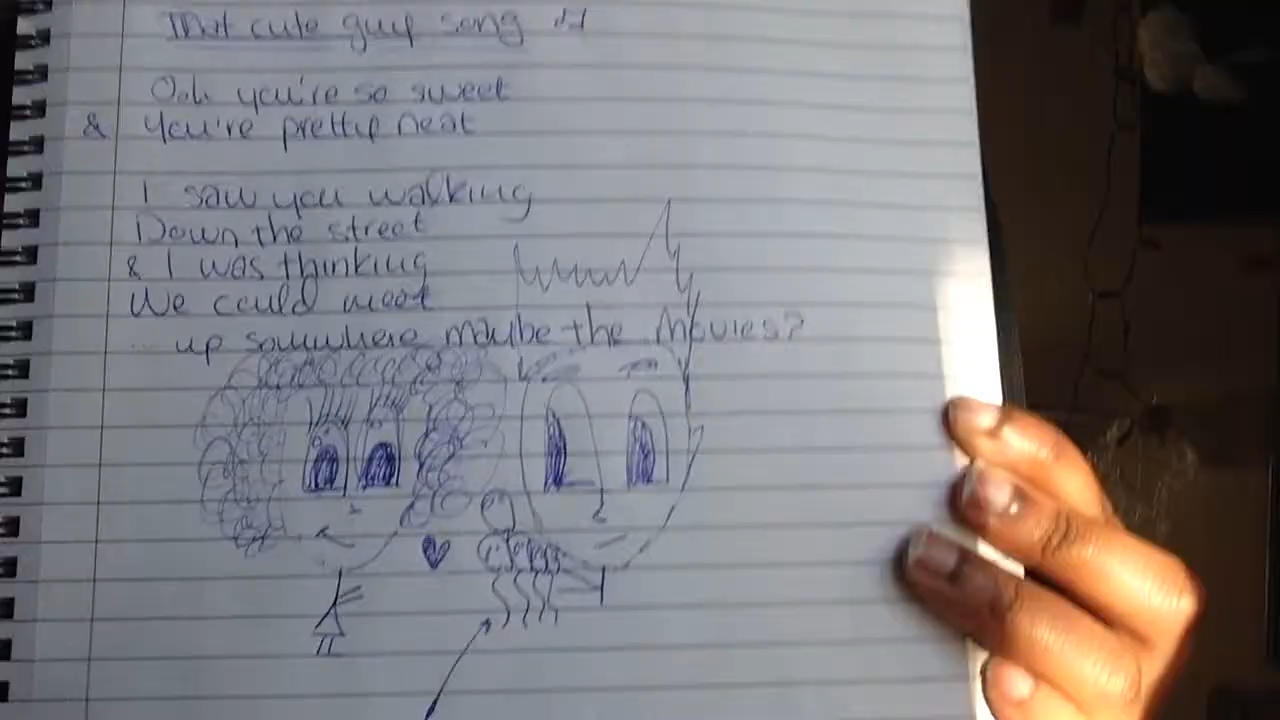 That cute guy song
Ooh you're so sweet
& You're pretty neat
I saw you walking
Down the street
& I was thinking
We could meet
up somwhere maybe the movies?